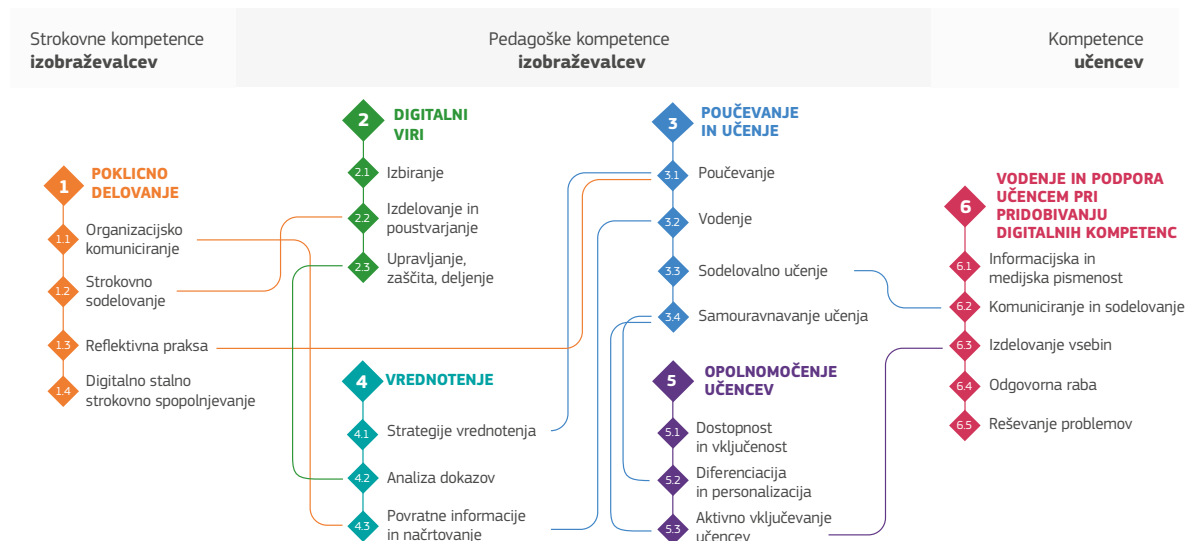 Strokovne kompetence
izobraževalcev
Pedagoške kompetence
izobraževalcev
Kompetence
učencev
1
POKLICNO
DELOVANJE
1.1
Organizacijsko
komuniciranje
1.2
Strokovno
sodelovanje
1.3
Reflektivna praksa
1.4
Digitalno stalno
strokovno spopolnjevanje
2
DIGITALNI
VIRI
2.1
Izbiranje
2.2
Izdelovanje in
poustvarjanje
2.3
Upravljanje,
zaščita, deljenje
3
POUČEVANJE
IN UČENJE
3.1
Poučevanje
3.2
Vodenje
3.3
Sodelovalno učenje
3.4
Samouravnavanje učenja
4
VREDNOTENJE
4.1
Strategije vrednotenja
4.2
Analiza dokazov
4.3
Povratne informacije
in načrtovanje
5
OPOLNOMOČENJE
UČENCEV
5.1
Dostopnost
in vključenost
5.2
Diferenciacija
in personalizacija
5.3
Aktivno vključevanje
učencev
6
VODENJE IN PODPORA
UČENCEM PRI
PRIDOBIVANJU
DIGITALNIH KOMPETENC
6.1
Informacijska in
medijska pismenost
6.2
Komuniciranje in sodelovanje
6.3
Izdelovanje vsebin
6.4
Odgovorna raba
6.5
Reševanje problemov